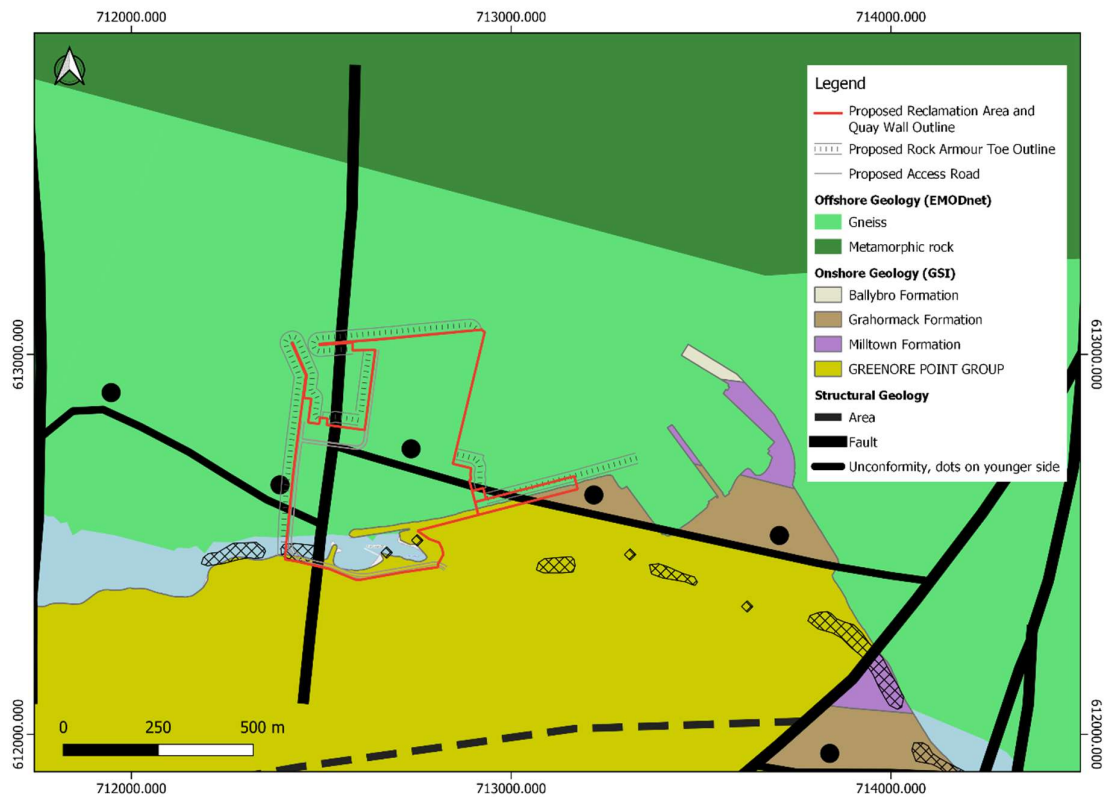 712000.000
713000.000
714000.000
Legend
Proposed Reclamation Area and
Quay Wall Outline
Proposed Rock Armour Toe Outline
Proposed Access Road
Offshore Geology (EMODnet)
Gneiss
Metamorphic rock
Onshore Geology (GSI)
Ballybro Formation
Grahormack Formation
Milltown Formation
GREENORE POINT GROUP
Structural Geology
Area
Fault
Unconformity, dots on younger side
613000.000
613000.000
612000.000
612000.000
0 250 500 m
712000.000
713000.000
714000.000